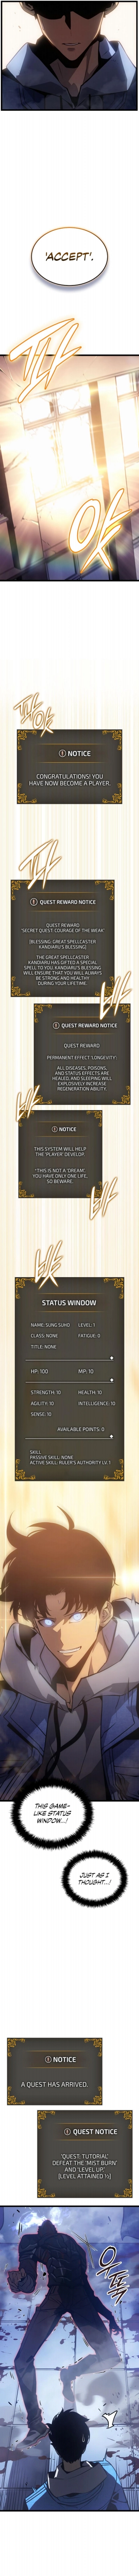 'ACCEPT'.
띠링
NOTICE
CONGRATULATIONS! YOU
HAVE NOW BECOME A PLAYER.
QUEST REWARD NOTICE
QUEST REWARD
'SECRET QUEST: COURAGE OF THE WEAK'
[BLESSING: GREAT SPELLCASTER
KANDIARU'S BLESSING]
THE GREAT SPELLCASTER
KANDIARU HAS GIFTED A SPECIAL
SPELL TO YOU. KANDIARU'S BLESSING
WILL ENSURE THAT YOU WILL ALWAYS
BE STRONG AND HEALTHY
DURING YOUR LIFETIME.
QUEST REWARD NOTICE
QUEST REWARD
PERMANENT EFFECT 'LONGEVITY':
ALL DISEASES, POISONS,
AND STATUS EFFECTS ARE
HEALED, AND SLEEPING WILL
EXPLOSIVELY INCREASE
REGENERATION ABILITY.
NOTICE
THIS SYSTEM WILL HELP
THE 'PLAYER' DEVELOP.
"THIS IS NOT A 'DREAM'.
YOU HAVE ONLY ONE LIFE,
SO BEWARE.
STATUS WINDOW
NAME: SUNG SUHO LEVEL: 1
CLASS: NONE FATIGUE: 0
TITLE: NONE
HP: 100 MP: 10
STRENGTH: 10 HEALTH: 10
AGILITY: 10 INTELLIGENCE: 10
SENSE: 10
AVAILABLE POINTS: 0
SKILL
PASSIVE SKILL: NONE
ACTIVE SKILL: RULER'S AUTHORITY LV. 1
THIS GAME-
LIKE STATUS
WINDOW...!
JUST AS I
THOUGHT...!
NOTICE
A QUEST HAS ARRIVED.
QUEST NOTICE
'QUEST: TUTORIAL'
DEFEAT THE 'MIST BURN'
AND 'LEVEL UP.'
[LEVEL ATTAINED ½]
우뚝